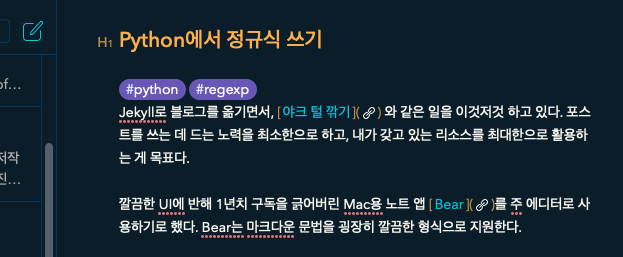 H1 Python에서 정규식 쓰기
#python #regexp
of...
Jekyll로 블로그를 옮기면서, [야크 털 깎기]( ) 와 같은 일을 이것저것 하고 있다. 포스
트를 쓰는 데 드는 노력을 최소한으로 하고, 내가 갖고 있는 리소스를 최대한으로 활용하
저작
는 게 목표다.
진...
깔끔한 UI에 반해 1년치 구독을 긁어버린 Mac용 노트 앱 [Bear]( )를 주 에디터로 사
용하기로 했다. Bear는 마크다운 문법을 굉장히 깔끔한 형식으로 지원한다.